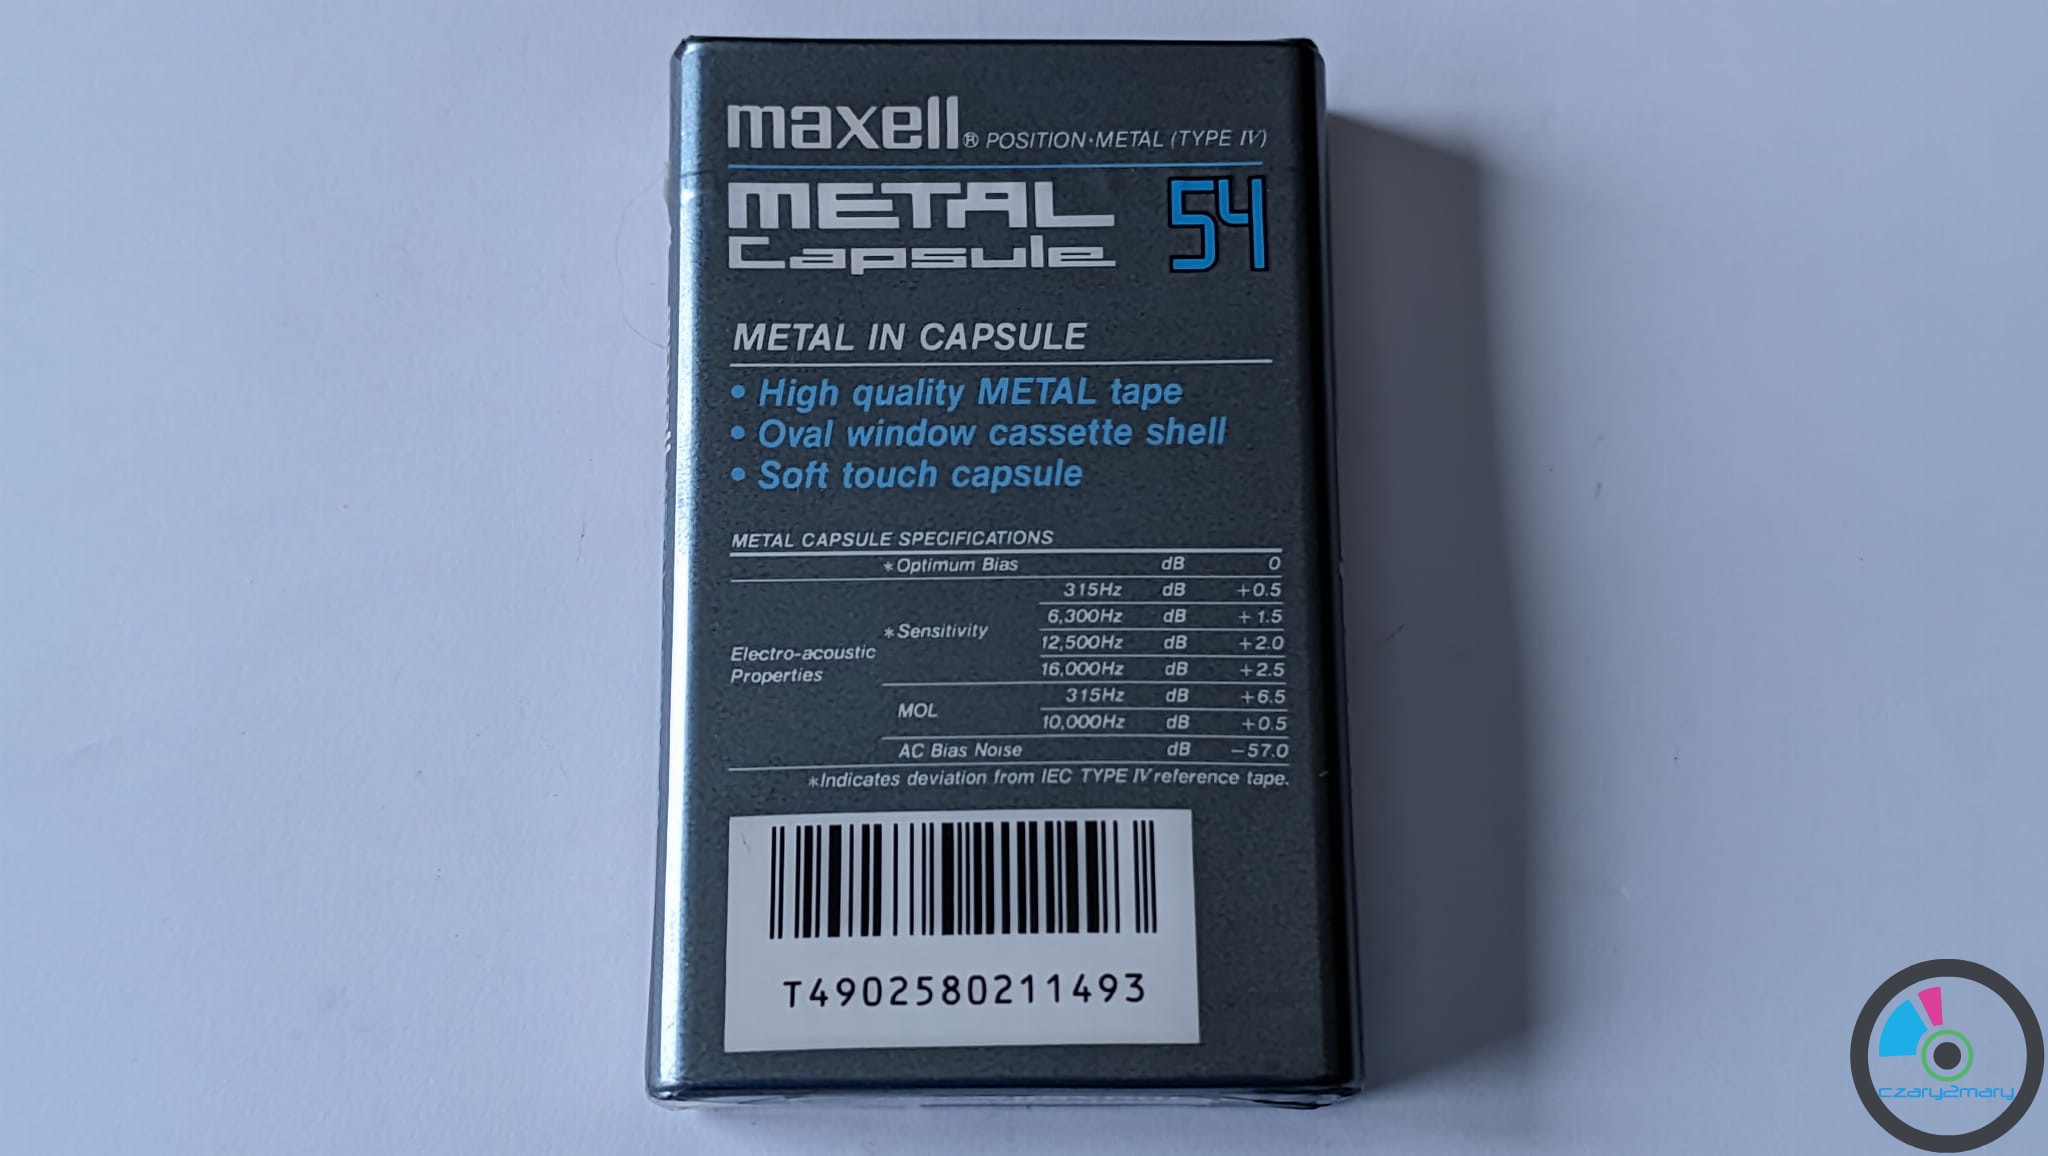 maxell® POSITION·METAL (TYPE IV)
METAL 54
Capsule
METAL IN CAPSULE
• High quality METAL tape
• Oval window cassette shell
• Soft touch capsule
METAL CAPSULE SPECIFICATIONS
*Optimum Bias dB 0
315Hz dB +0.5
6,300Hz dB +1.5
*Sensitivity
12,500Hz dB +2.0
Electro-acoustic
Properties
16,000Hz dB +2.5
315Hz dB +6.5
MOL
10,000Hz dB +0.5
AC Bias Noise dB -57.0
*Indicates deviation from IEC TYPE IV reference tape.
T4902580211493
czary2mary